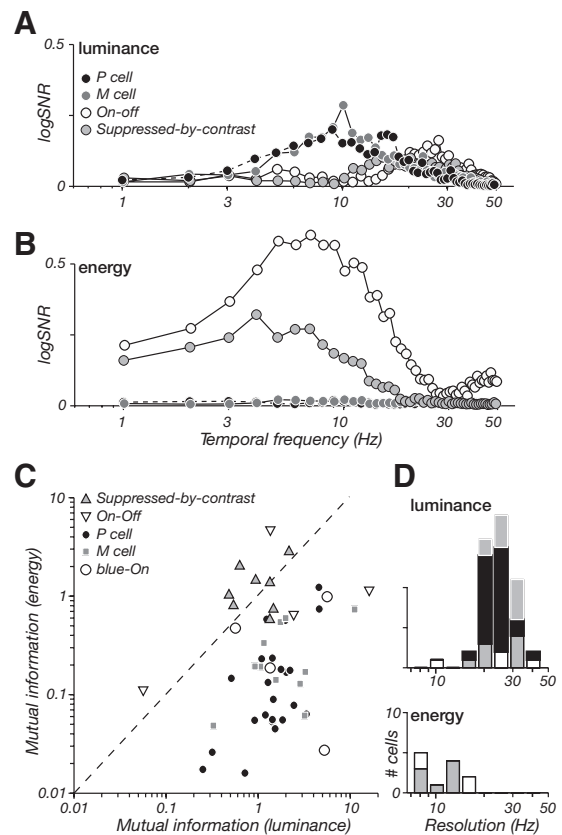 A
0.5
luminance
P cell
M cell
On-off
Suppressed-by-contrast
logSNR
0
1 3 10 30 50
B
0.5
energy
logSNR
0
1 3 10 30 50
Temporal frequency (Hz)
C
10
Suppressed-by-contrast
On-Off
P cell
M cell
blue-On
1
0.1
0.01
Mutual information (energy)
0.01 0.1 1 10
Mutual information (luminance)
D
luminance
10 30 50
10
energy
# cells
0
10 30 50
Resolution (Hz)